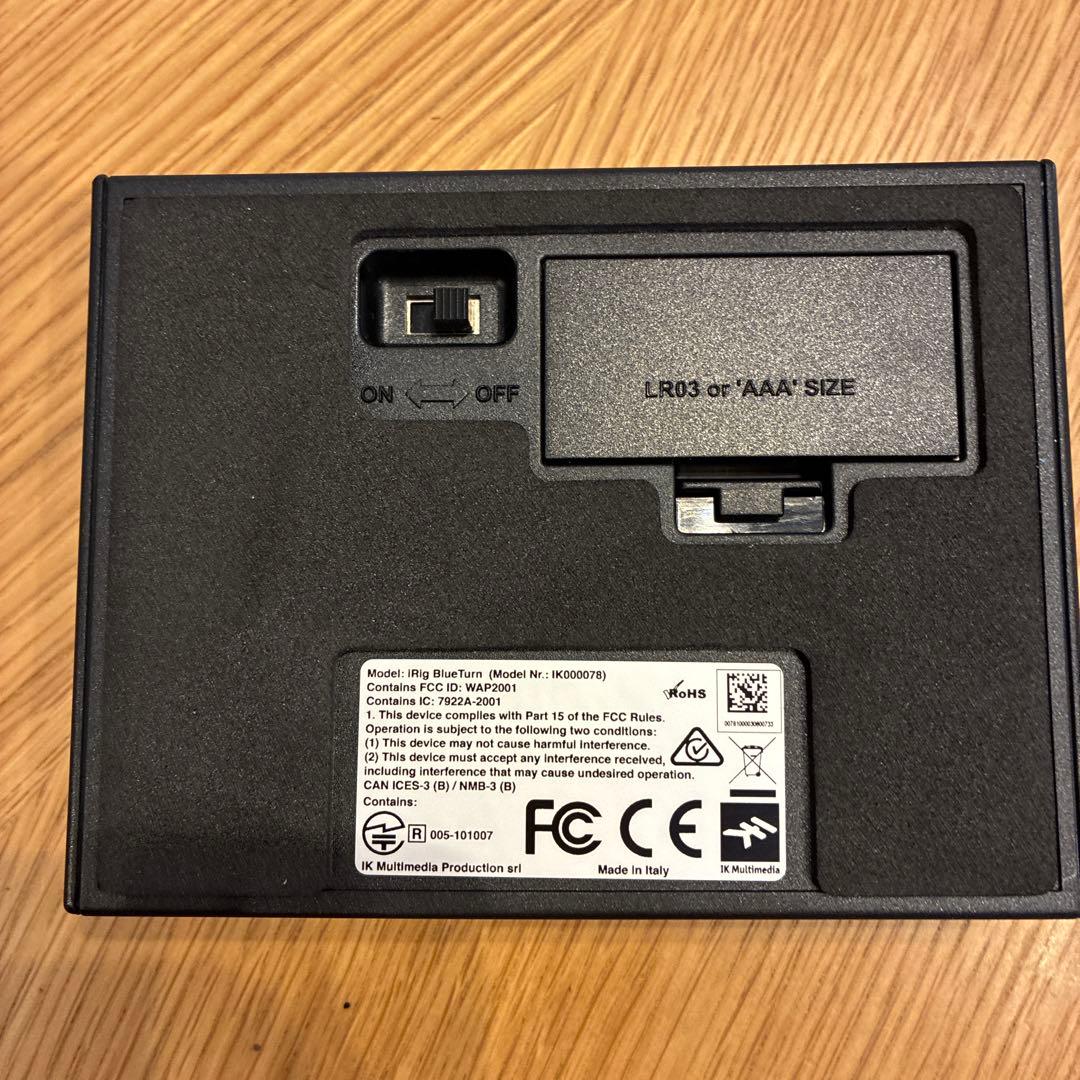 ON OFF
LR03 or 'AAA' SIZE
Model: iRig BlueTurn (Model Nr.: IK000078)
Contains FCC ID: WAP2001
Contains IC: 7922A-2001
1. This device complies with Part 15 of the FCC Rules.
Operation is subject to the following two conditions:
(1) This device may not cause harmful interference.
(2) This device must accept any interference received,
including interference that may cause undesired operation.
CAN ICES-3 (B) / NMB-3 (B)
Contains:
R 005-101007
IK Multimedia Production srl
RoHS
FC CE
Made in Italy
IK Multimedia